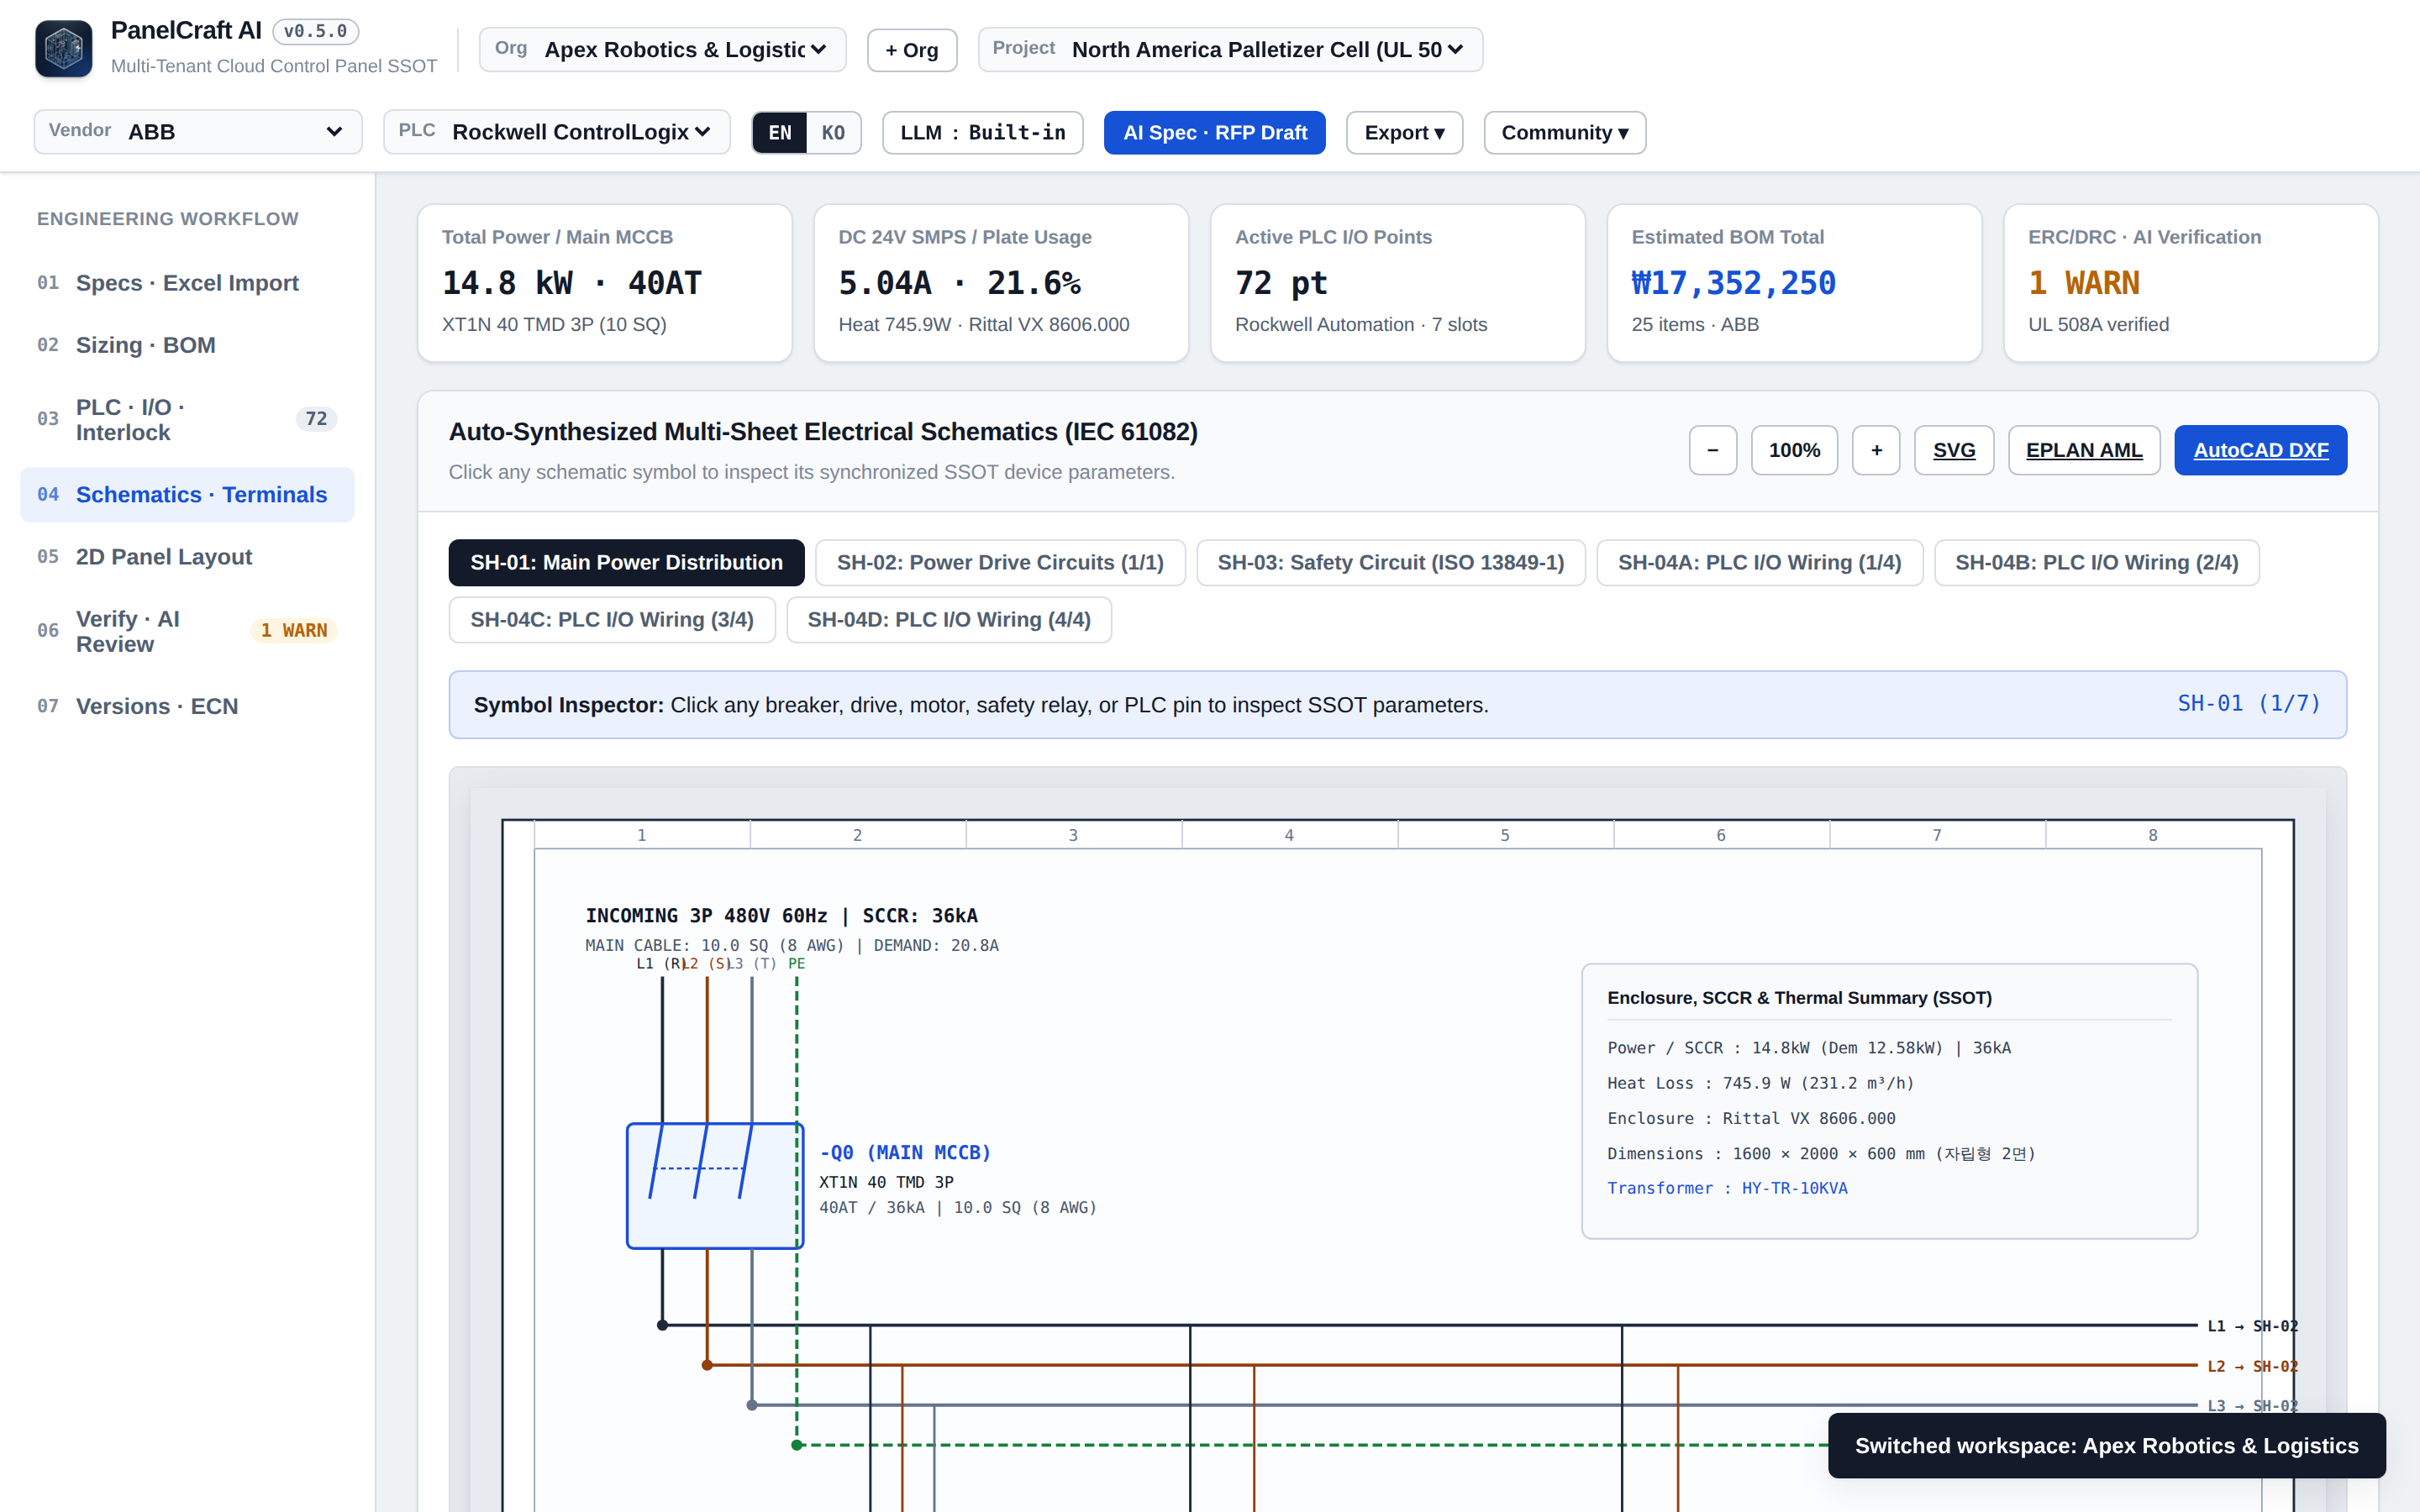 PanelCraft AI v0.5.0
Multi-Tenant Cloud Control Panel SSOT
Org Apex Robotics & Logistic
+ Org
Project North America Palletizer Cell (UL 50
Vendor ABB
PLC Rockwell ControlLogix
EN KO
LLM : Built-in
AI Spec · RFP Draft
Export ▾
Community ▾
ENGINEERING WORKFLOW
01 Specs · Excel Import
02 Sizing · BOM
03 PLC · I/O · Interlock 72
04 Schematics · Terminals
05 2D Panel Layout
06 Verify · AI Review 1 WARN
07 Versions · ECN
Total Power / Main MCCB
14.8 kW · 40AT
XT1N 40 TMD 3P (10 SQ)
DC 24V SMPS / Plate Usage
5.04A · 21.6%
Heat 745.9W · Rittal VX 8606.000
Active PLC I/O Points
72 pt
Rockwell Automation · 7 slots
Estimated BOM Total
₩17,352,250
25 items · ABB
ERC/DRC · AI Verification
1 WARN
UL 508A verified
Auto-Synthesized Multi-Sheet Electrical Schematics (IEC 61082)
Click any schematic symbol to inspect its synchronized SSOT device parameters.
− 100% + SVG EPLAN AML AutoCAD DXF
SH-01: Main Power Distribution
SH-02: Power Drive Circuits (1/1)
SH-03: Safety Circuit (ISO 13849-1)
SH-04A: PLC I/O Wiring (1/4)
SH-04B: PLC I/O Wiring (2/4)
SH-04C: PLC I/O Wiring (3/4)
SH-04D: PLC I/O Wiring (4/4)
Symbol Inspector: Click any breaker, drive, motor, safety relay, or PLC pin to inspect SSOT parameters.
SH-01 (1/7)
1 2 3 4 5 6 7 8
INCOMING 3P 480V 60Hz | SCCR: 36kA
MAIN CABLE: 10.0 SQ (8 AWG) | DEMAND: 20.8A
L1 (R) L2 (S) L3 (T) PE
-Q0 (MAIN MCCB)
XT1N 40 TMD 3P
40AT / 36kA | 10.0 SQ (8 AWG)
Enclosure, SCCR & Thermal Summary (SSOT)
Power / SCCR : 14.8kW (Dem 12.58kW) | 36kA
Heat Loss : 745.9 W (231.2 m³/h)
Enclosure : Rittal VX 8606.000
Dimensions : 1600 × 2000 × 600 mm (자립형 2면)
Transformer : HY-TR-10KVA
L1 → SH-02
L2 → SH-02
L3 → SH-02
Switched workspace: Apex Robotics & Logistics